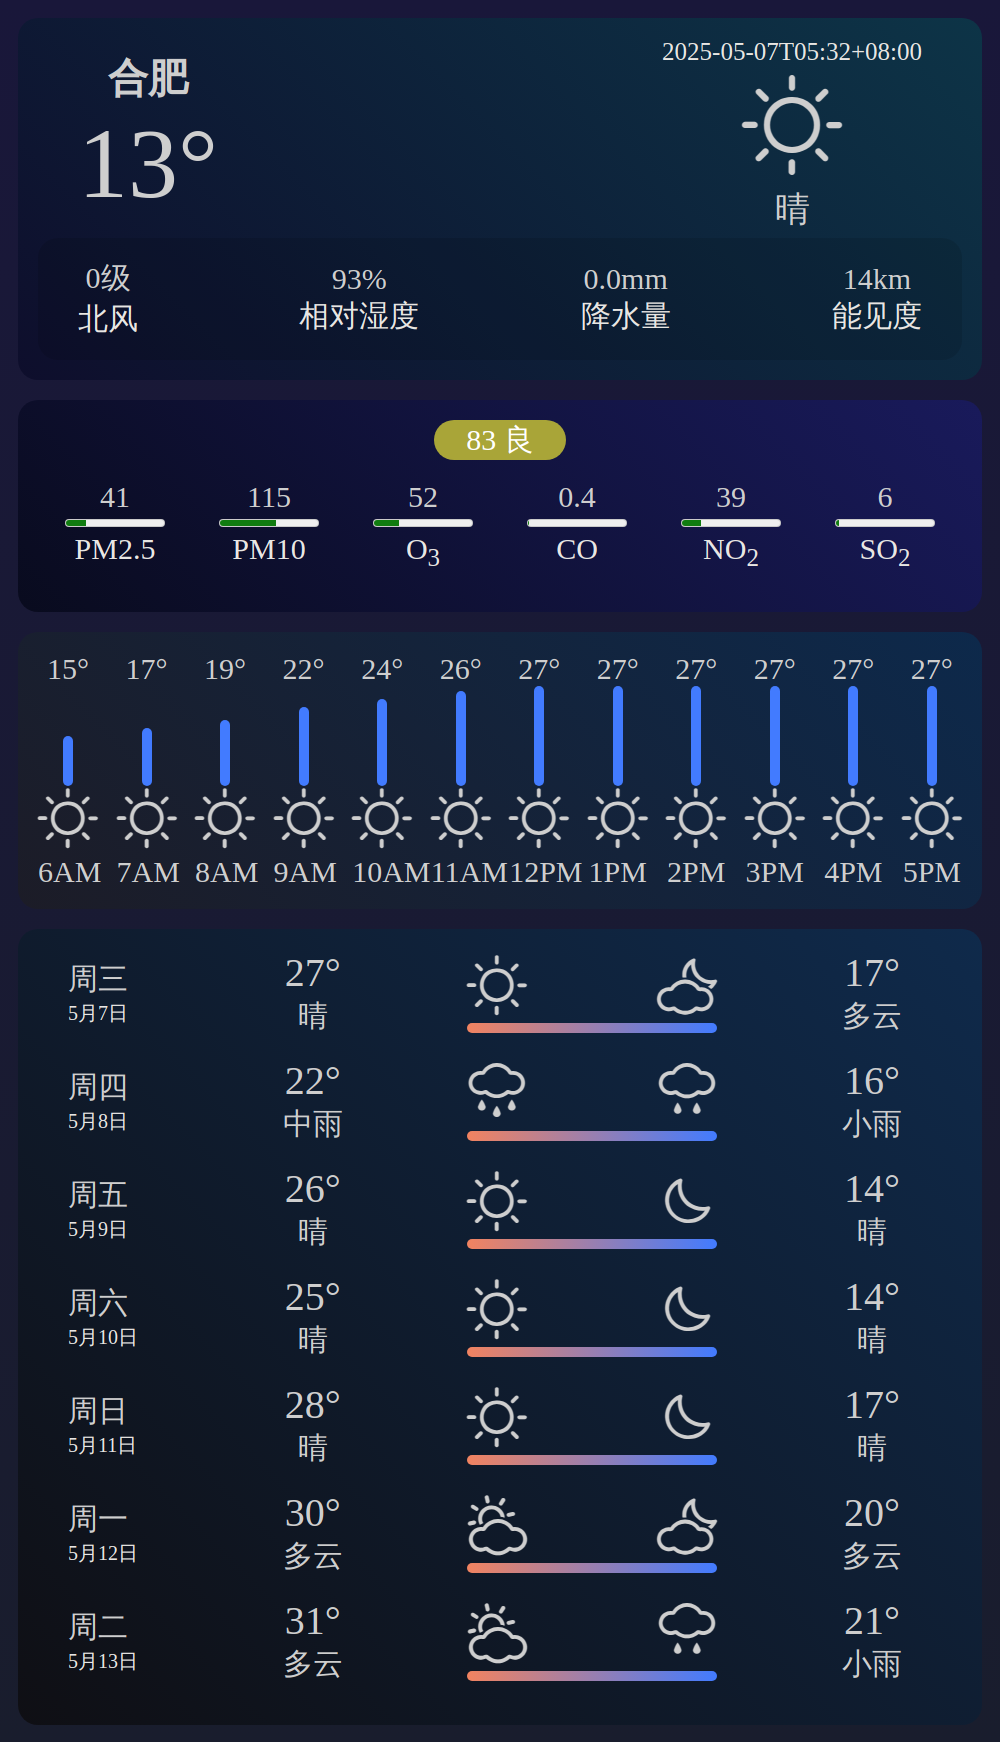 合肥
13°
2025-05-07T05:32+08:00
晴
0级 93% 0.0mm 14km
北风 相对湿度 降水量 能见度
83 良
41 115 52 0.4 39 6
PM2.5 PM10 O3 CO NO2 SO2
15° 17° 19° 22° 24° 26° 27° 27° 27° 27° 27° 27°
6AM 7AM 8AM 9AM 10AM 11AM 12PM 1PM 2PM 3PM 4PM 5PM
周三 27° 17°
5月7日 晴 多云
周四 22° 16°
5月8日 中雨 小雨
周五 26° 14°
5月9日 晴 晴
周六 25° 14°
5月10日 晴 晴
周日 28° 17°
5月11日 晴 晴
周一 30° 20°
5月12日 多云 多云
周二 31° 21°
5月13日 多云 小雨